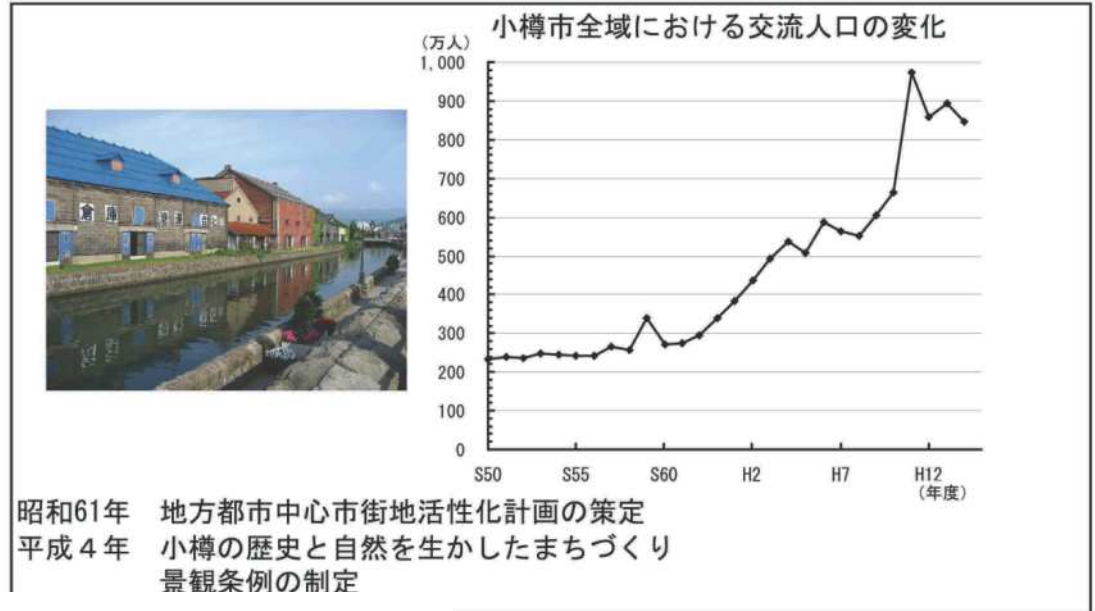 小樽市全域における交流人口の変化
(万人)
1,000
900
800
700
600
500
400
300
200
100
0
S50 S55 S60 H2 H7 H12
(年度)
倉庫
昭和61年 地方都市中心市街地活性化計画の策定
平成4年 小樽の歴史と自然を生かしたまちづくり
景観条例の制定